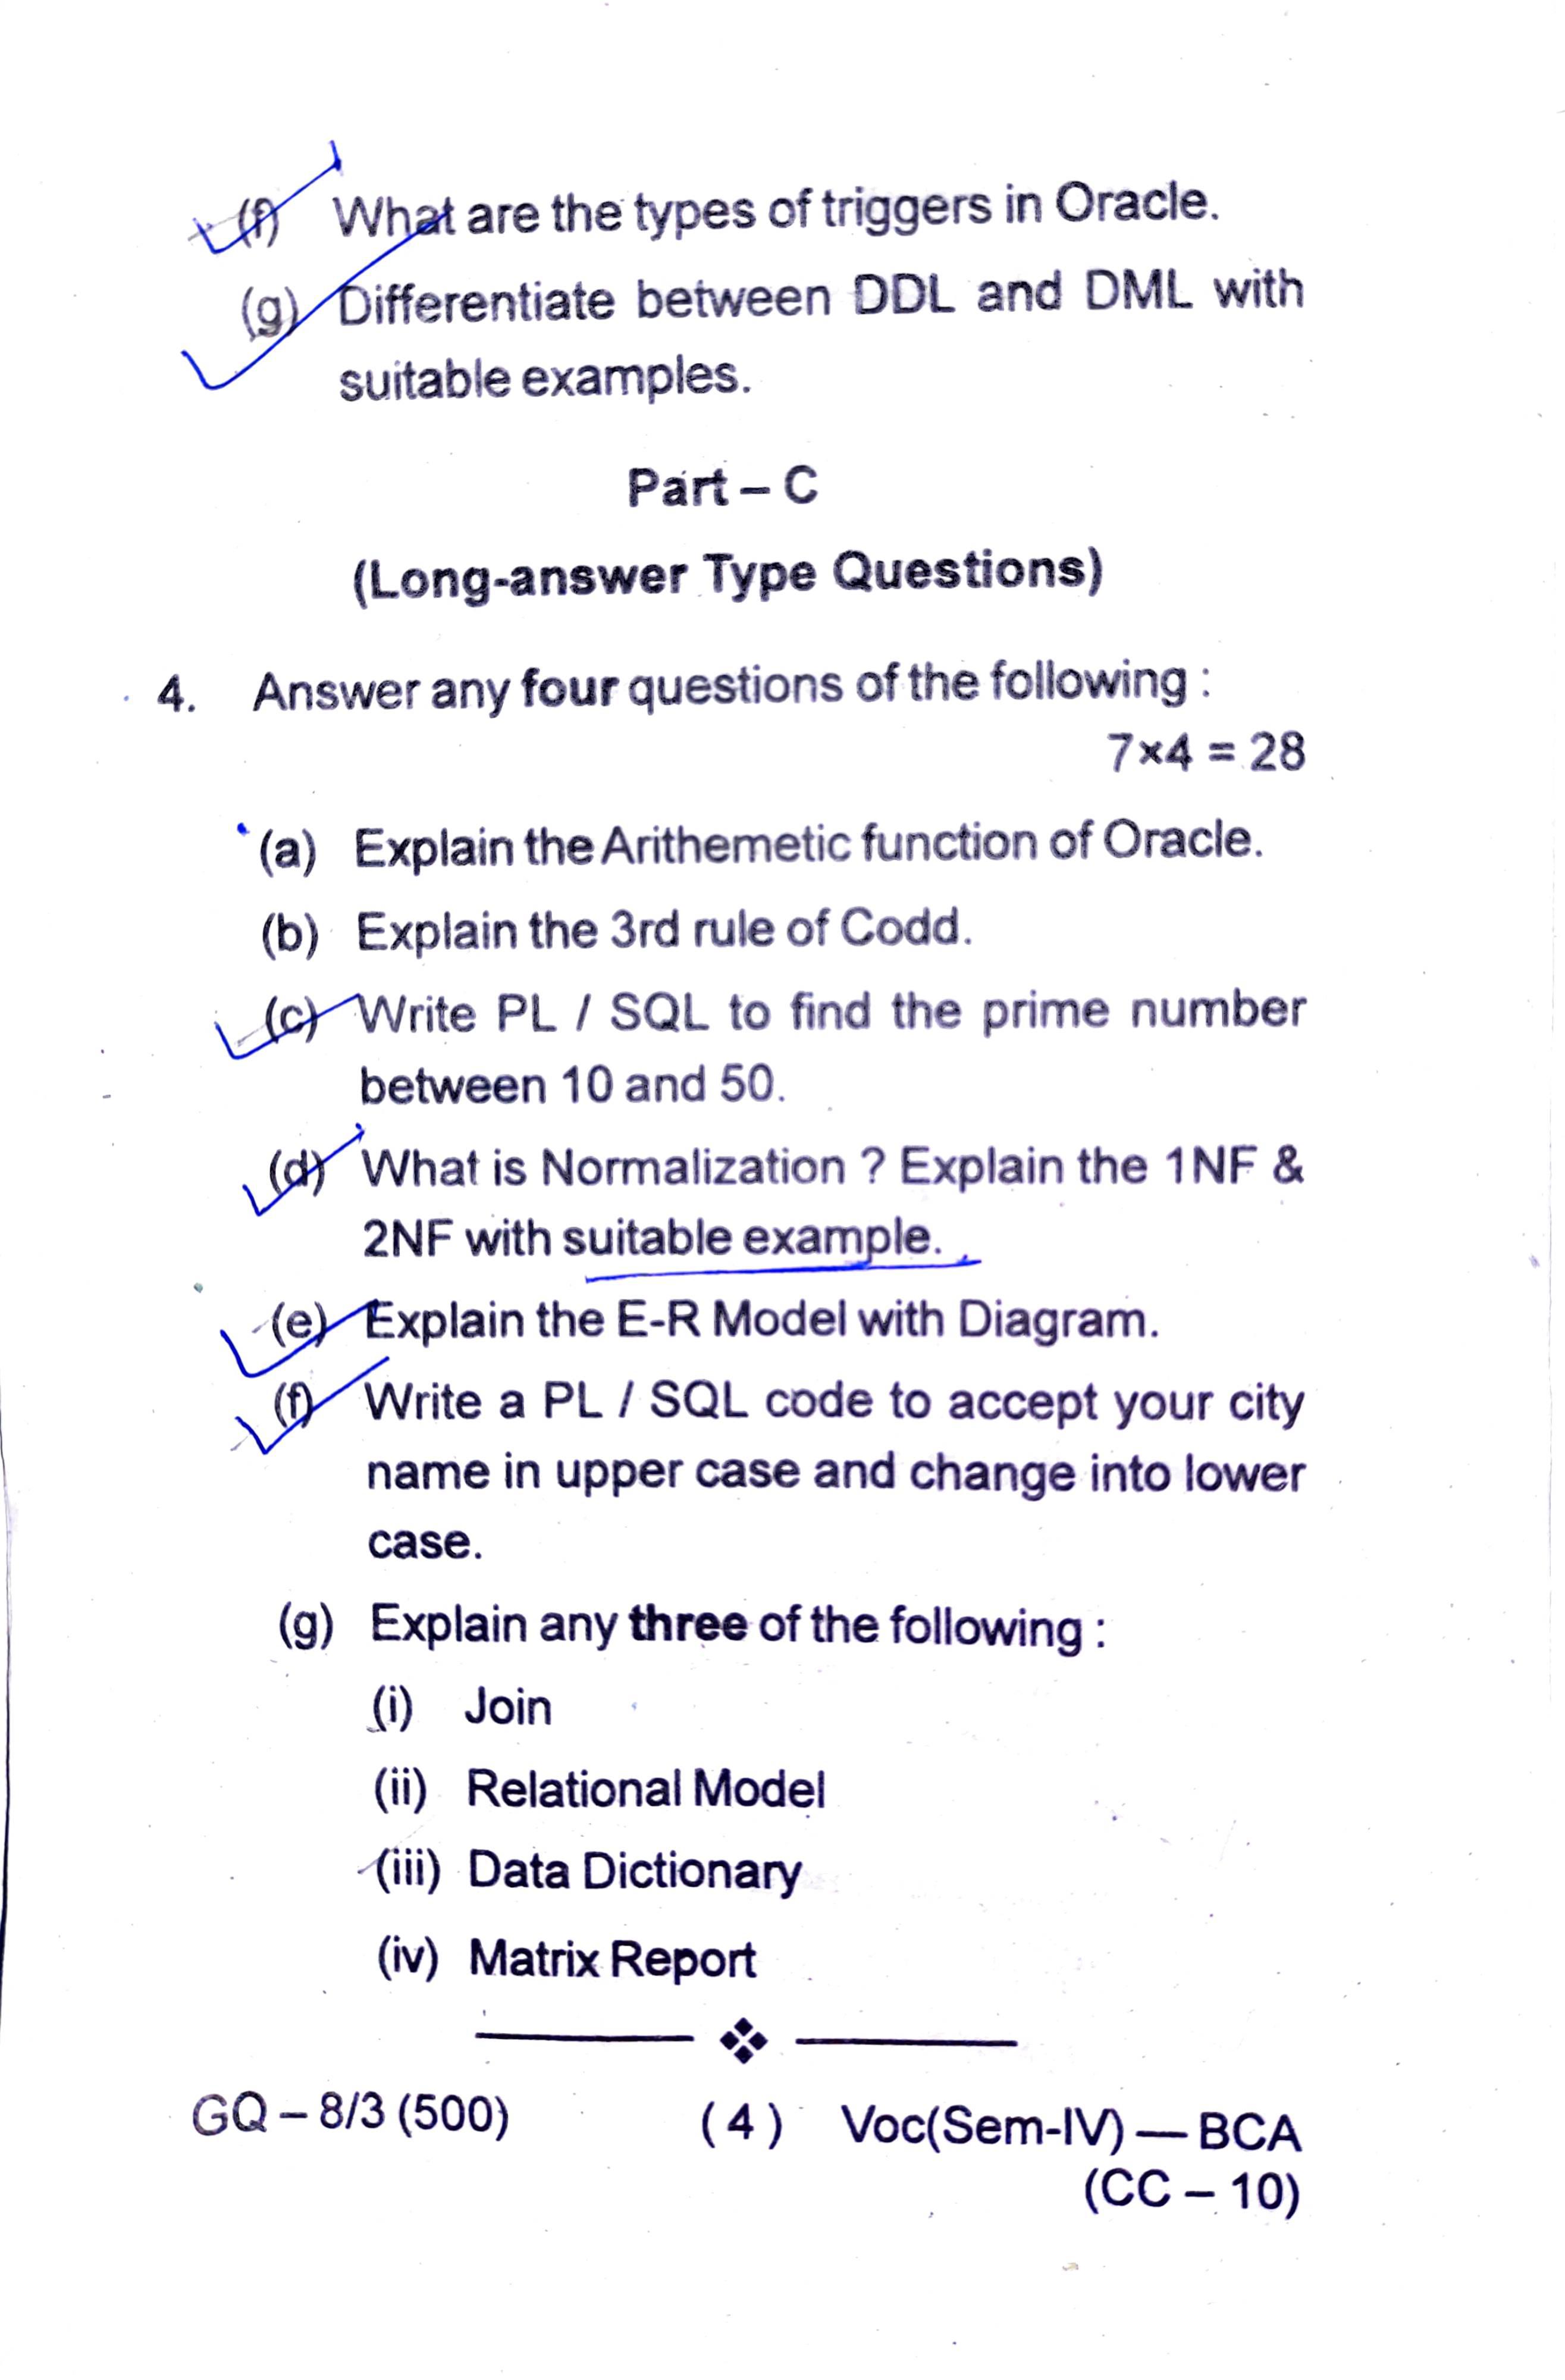 (f) What are the types of triggers in Oracle.
(g) Differentiate between DDL and DML with
suitable examples.
Part – C
(Long-answer Type Questions)
4. Answer any four questions of the following :
7×4 = 28
(a) Explain the Arithemetic function of Oracle.
(b) Explain the 3rd rule of Codd.
(c) Write PL / SQL to find the prime number
between 10 and 50.
(d) What is Normalization ? Explain the 1NF &
2NF with suitable example.
(e) Explain the E-R Model with Diagram.
(f) Write a PL / SQL code to accept your city
name in upper case and change into lower
case.
(g) Explain any three of the following :
(i) Join
(ii) Relational Model
(iii) Data Dictionary
(iv) Matrix Report
GQ – 8/3 (500) ( 4 ) Voc(Sem-IV) — BCA
(CC – 10)